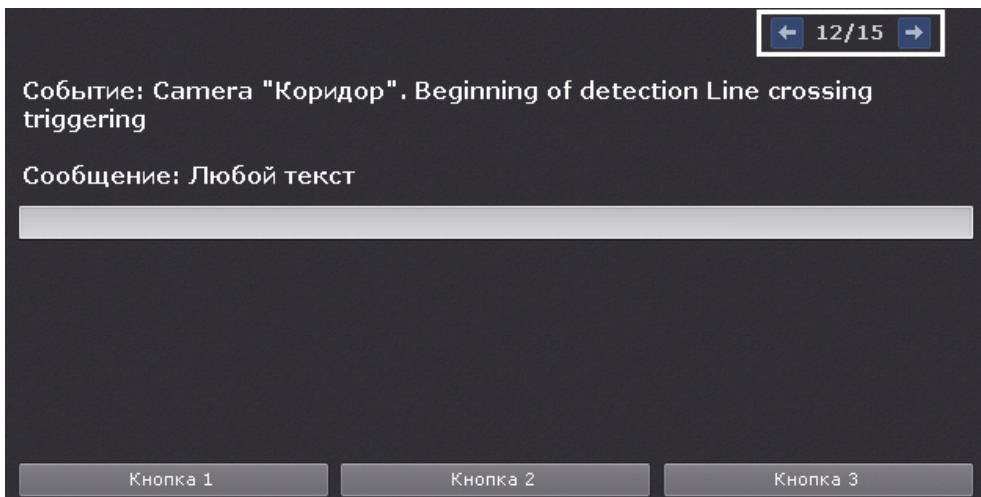 ← 12/15 →
Событие: Camera "Коридор". Beginning of detection Line crossing
triggering
Сообщение: Любой текст
Кнопка 1 Кнопка 2 Кнопка 3